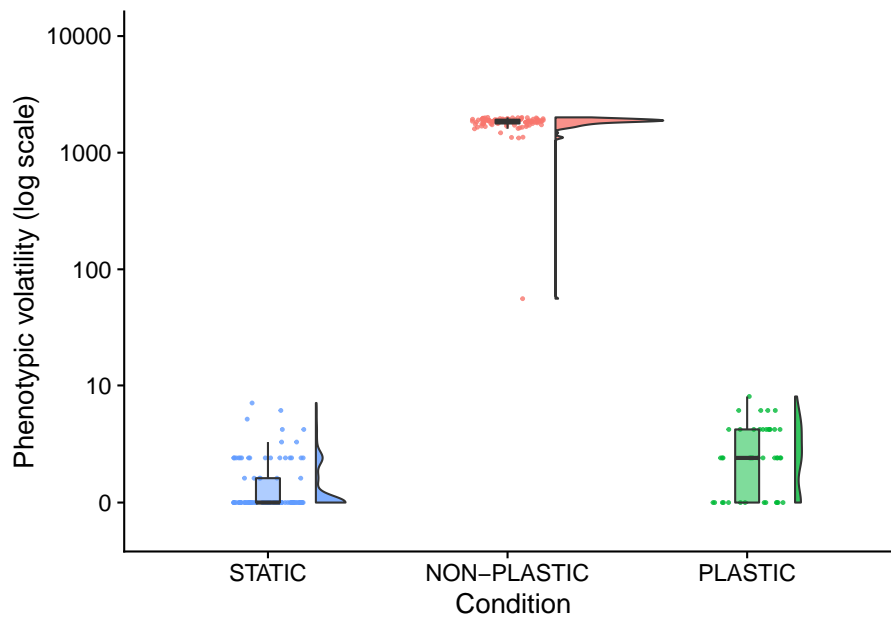 Phenotypic volatility (log scale)
10000
1000
100
10
0
STATIC
NON−PLASTIC
PLASTIC
Condition